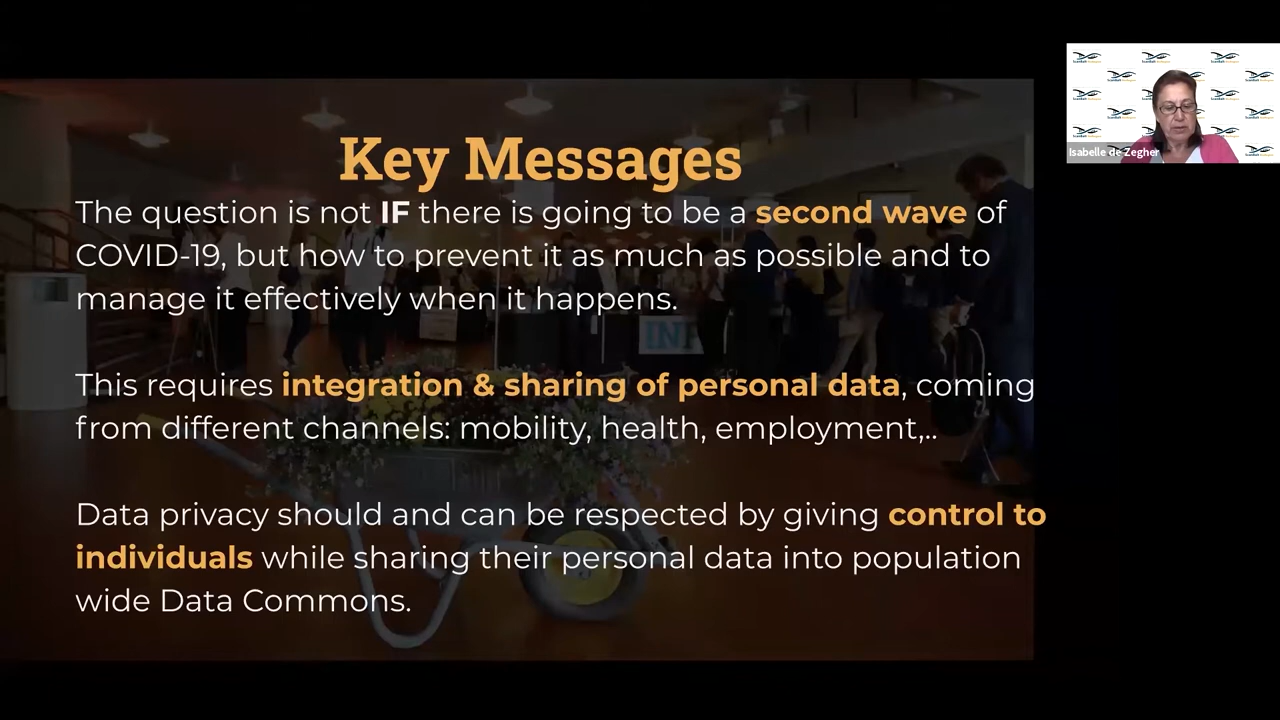 Key Messages
The question is not IF there is going to be a second wave of
COVID-19, but how to prevent it as much as possible and to
manage it effectively when it happens.
This requires integration & sharing of personal data, coming
from different channels: mobility, health, employment,..
Data privacy should and can be respected by giving control to
individuals while sharing their personal data into population
wide Data Commons.
Isabelle de Zegher